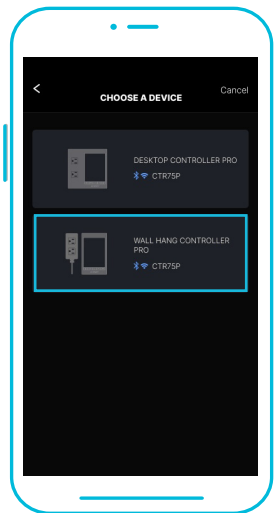 Cancel
CHOOSE A DEVICE
DESKTOP CONTROLLER PRO
CTR75P
WALL HANG CONTROLLER
PRO
CTR75P